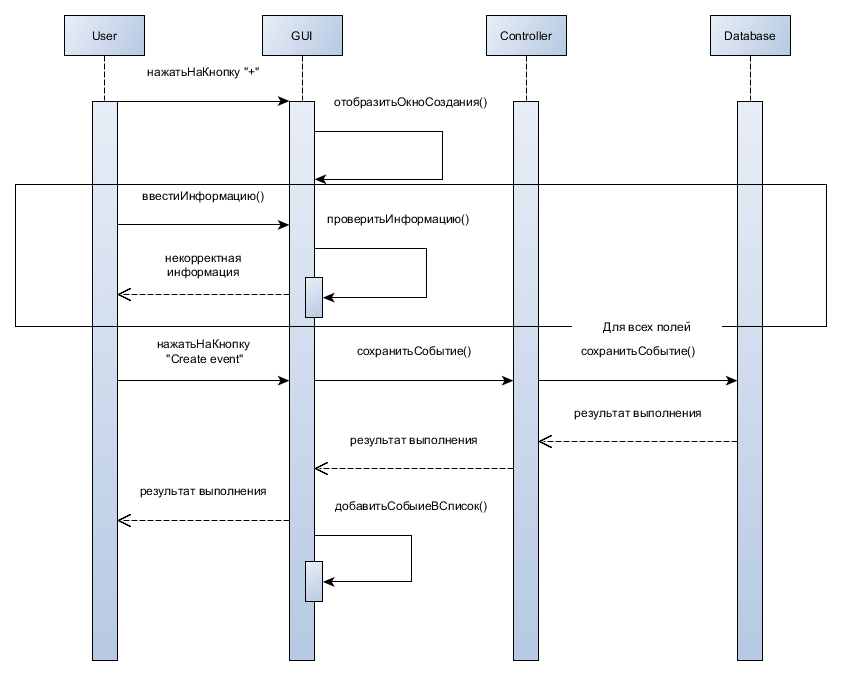 User
GUI
Controller
Database
нажатьНаКнопку "+"
отобразитьОкноСоздания()
ввестиИнформацию()
проверитьИнформацию()
некорректная
информация
Для всех полей
нажатьНаКнопку
"Create event"
сохранитьСобытие()
сохранитьСобытие()
результат выполнения
результат выполнения
результат выполнения
добавитьСобыиеВСписок()